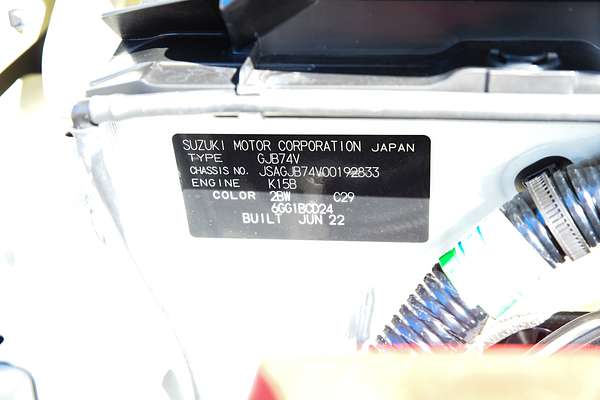 SUZUKI MOTOR CORPORATION JAPAN
TYPE GJB74V
CHASSIS NO. JSAGJB74V00192833
ENGINE K15B
COLOR 2BW C29
6GG1BCD24
BUILT JUN 22